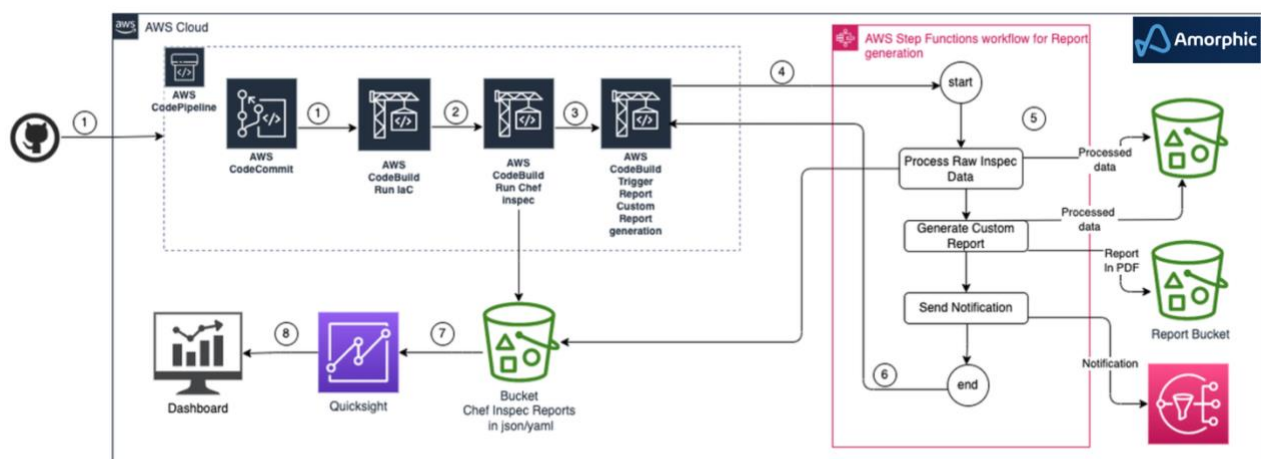 aws
AWS Cloud
AWS Step Functions workflow for Report
generation
Amorphic
AWS
CodePipeline
1
AWS
CodeCommit
1
AWS
CodeBuild
Run IaC
2
AWS
CodeBuild
Run Chef
Inspec
3
AWS
CodeBuild
Trigger
Report
Custom
Report
generation
4
start
5
Process Raw Inspec
Data
Processed
data
Generate Custom
Report
Processed
data
Report
In PDF
Report Bucket
Send Notification
Notification
end
6
Bucket
Chef Inspec Reports
in json/yaml
7
Quicksight
8
Dashboard